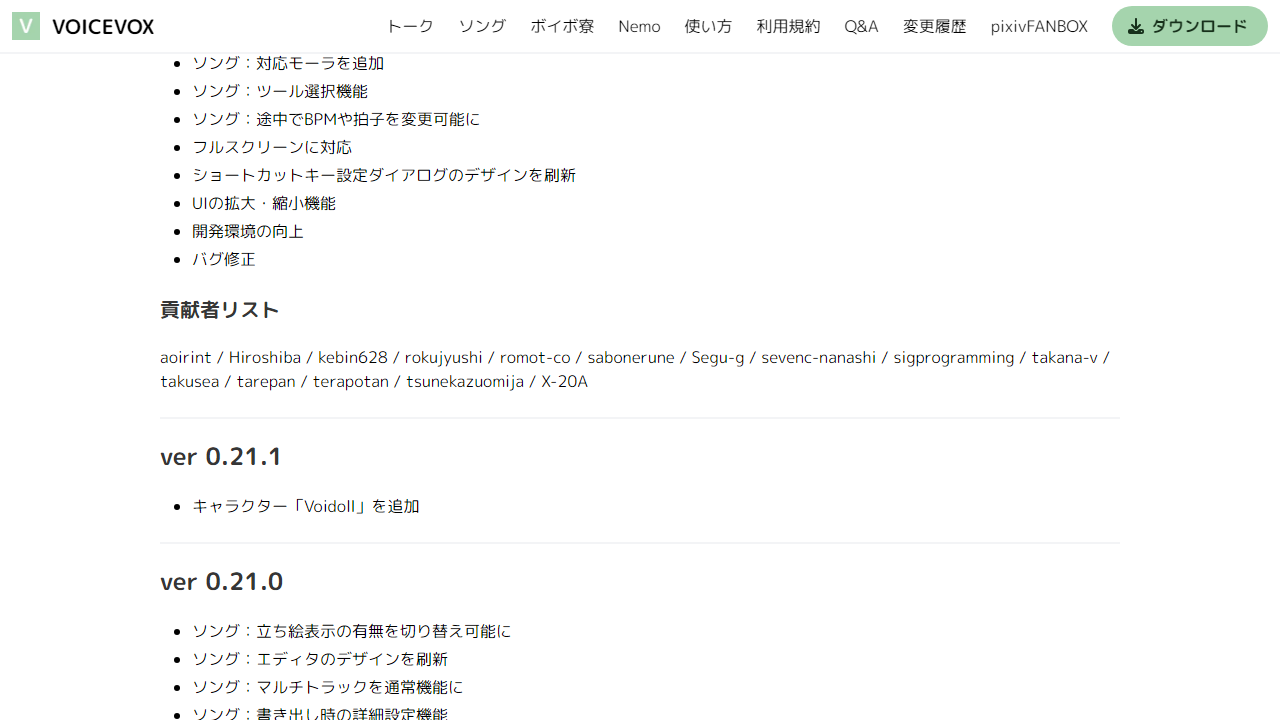 V VOICEVOX トーク ソング ボイボ寮 Nemo 使い方 利用規約 Q&A 変更履歴 pixivFANBOX ダウンロード
ソング：対応モーラを追加
ソング：ツール選択機能
ソング：途中でBPMや拍子を変更可能に
フルスクリーンに対応
ショートカットキー設定ダイアログのデザインを刷新
UIの拡大・縮小機能
開発環境の向上
バグ修正
貢献者リスト
aoirint / Hiroshiba / kebin628 / rokujyushi / romot-co / sabonerune / Segu-g / sevenc-nanashi / sigprogramming / takana-v /
takusea / tarepan / terapotan / tsunekazuomija / X-20A
ver 0.21.1
キャラクター「Voidoll」を追加
ver 0.21.0
ソング：立ち絵表示の有無を切り替え可能に
ソング：エディタのデザインを刷新
ソング：マルチトラックを通常機能に
ソング：書き出し時の詳細設定機能